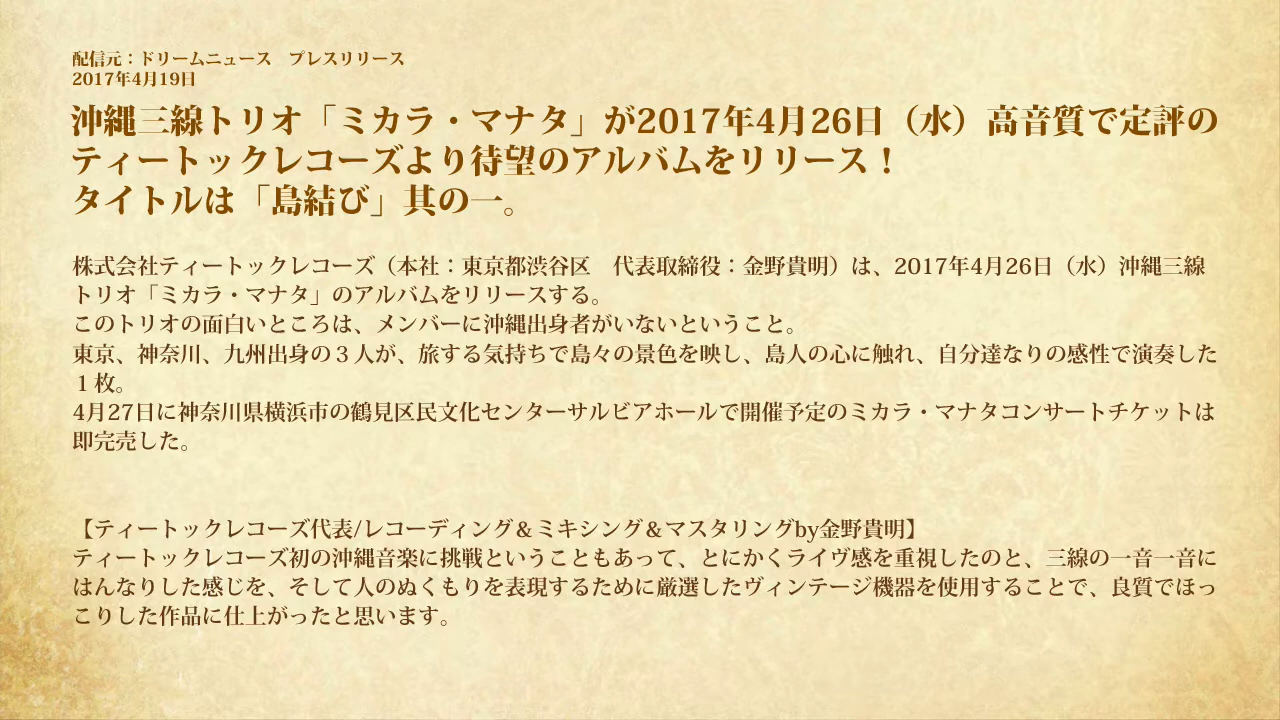 配信元：ドリームニュース　プレスリリース
2017年4月19日
沖縄三線トリオ「ミカラ・マナタ」が2017年4月26日（水）高音質で定評の
ティートックレコーズより待望のアルバムをリリース！
タイトルは「島結び」其の一。
株式会社ティートックレコーズ（本社：東京都渋谷区　代表取締役：金野貴明）は、2017年4月26日（水）沖縄三線
トリオ「ミカラ・マナタ」のアルバムをリリースする。
このトリオの面白いところは、メンバーに沖縄出身者がいないということ。
東京、神奈川、九州出身の３人が、旅する気持ちで島々の景色を映し、島人の心に触れ、自分達なりの感性で演奏した
１枚。
4月27日に神奈川県横浜市の鶴見区民文化センターサルビアホールで開催予定のミカラ・マナタコンサートチケットは
即完売した。
【ティートックレコーズ代表/レコーディング＆ミキシング＆マスタリングby金野貴明】
ティートックレコーズ初の沖縄音楽に挑戦ということもあって、とにかくライヴ感を重視したのと、三線の一音一音に
はんなりした感じを、そして人のぬくもりを表現するために厳選したヴィンテージ機器を使用することで、良質でほっ
こりした作品に仕上がったと思います。